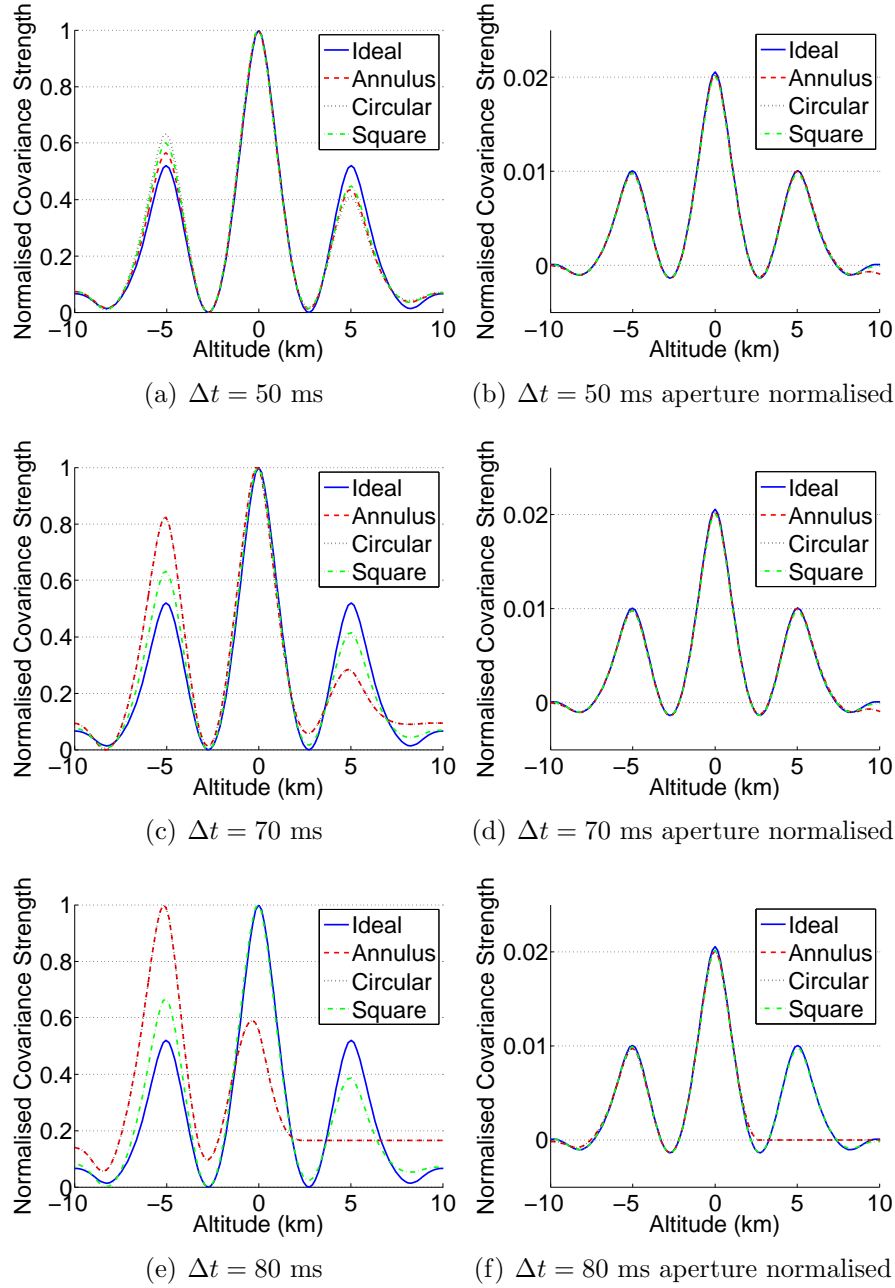 Normalised Covariance Strength
1
0.8
0.6
0.4
0.2
0
−10
−5
0
5
10
Altitude (km)
Ideal
Annulus
Circular
Square
(a) Δt = 50 ms
Normalised Covariance Strength
0.02
0.01
0
−10
−5
0
5
10
Altitude (km)
Ideal
Annulus
Circular
Square
(b) Δt = 50 ms aperture normalised
Normalised Covariance Strength
1
0.8
0.6
0.4
0.2
0
−10
−5
0
5
10
Altitude (km)
Ideal
Annulus
Circular
Square
(c) Δt = 70 ms
Normalised Covariance Strength
0.02
0.01
0
−10
−5
0
5
10
Altitude (km)
Ideal
Annulus
Circular
Square
(d) Δt = 70 ms aperture normalised
Normalised Covariance Strength
1
0.8
0.6
0.4
0.2
0
−10
−5
0
5
10
Altitude (km)
Ideal
Annulus
Circular
Square
(e) Δt = 80 ms
Normalised Covariance Strength
0.02
0.01
0
−10
−5
0
5
10
Altitude (km)
Ideal
Annulus
Circular
Square
(f) Δt = 80 ms aperture normalised